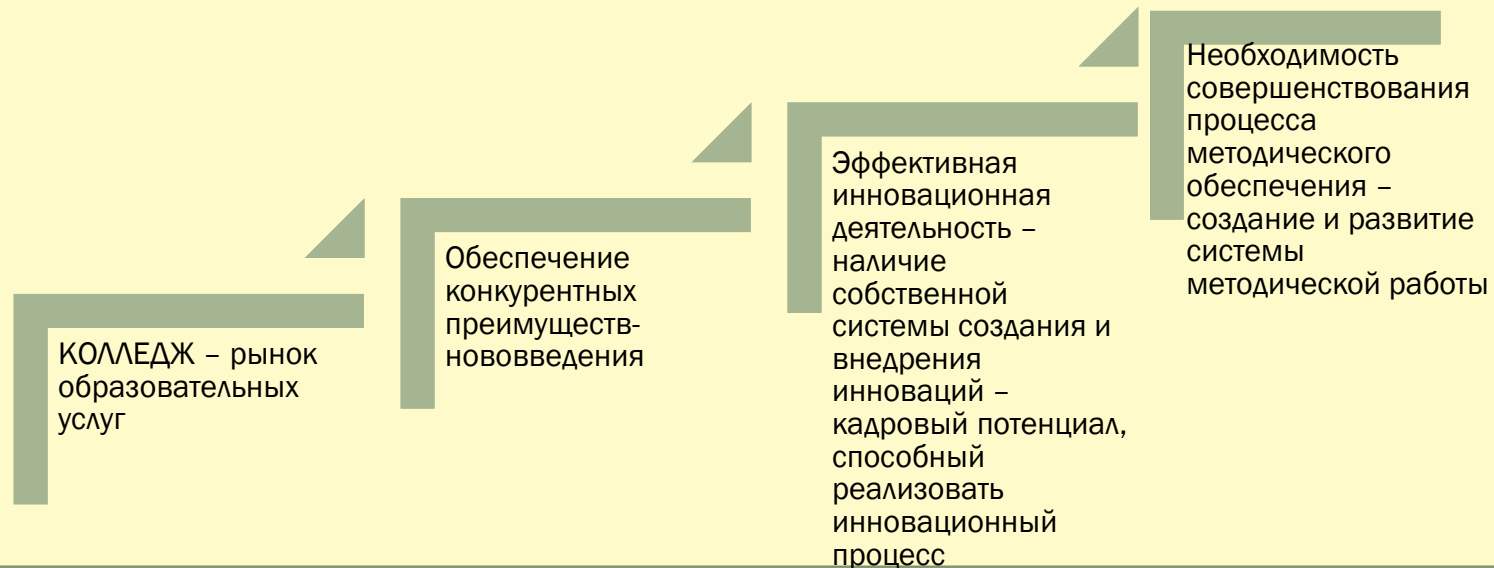 КОЛЛЕДЖ – рынок
образовательных
услуг
Обеспечение
конкурентных
преимуществ-
нововведения
Эффективная
инновационная
деятельность –
наличие
собственной
системы создания и
внедрения
инноваций –
кадровый потенциал,
способный
реализовать
инновационный
процесс
Необходимость
совершенствования
процесса
методического
обеспечения –
создание и развитие
системы
методической работы